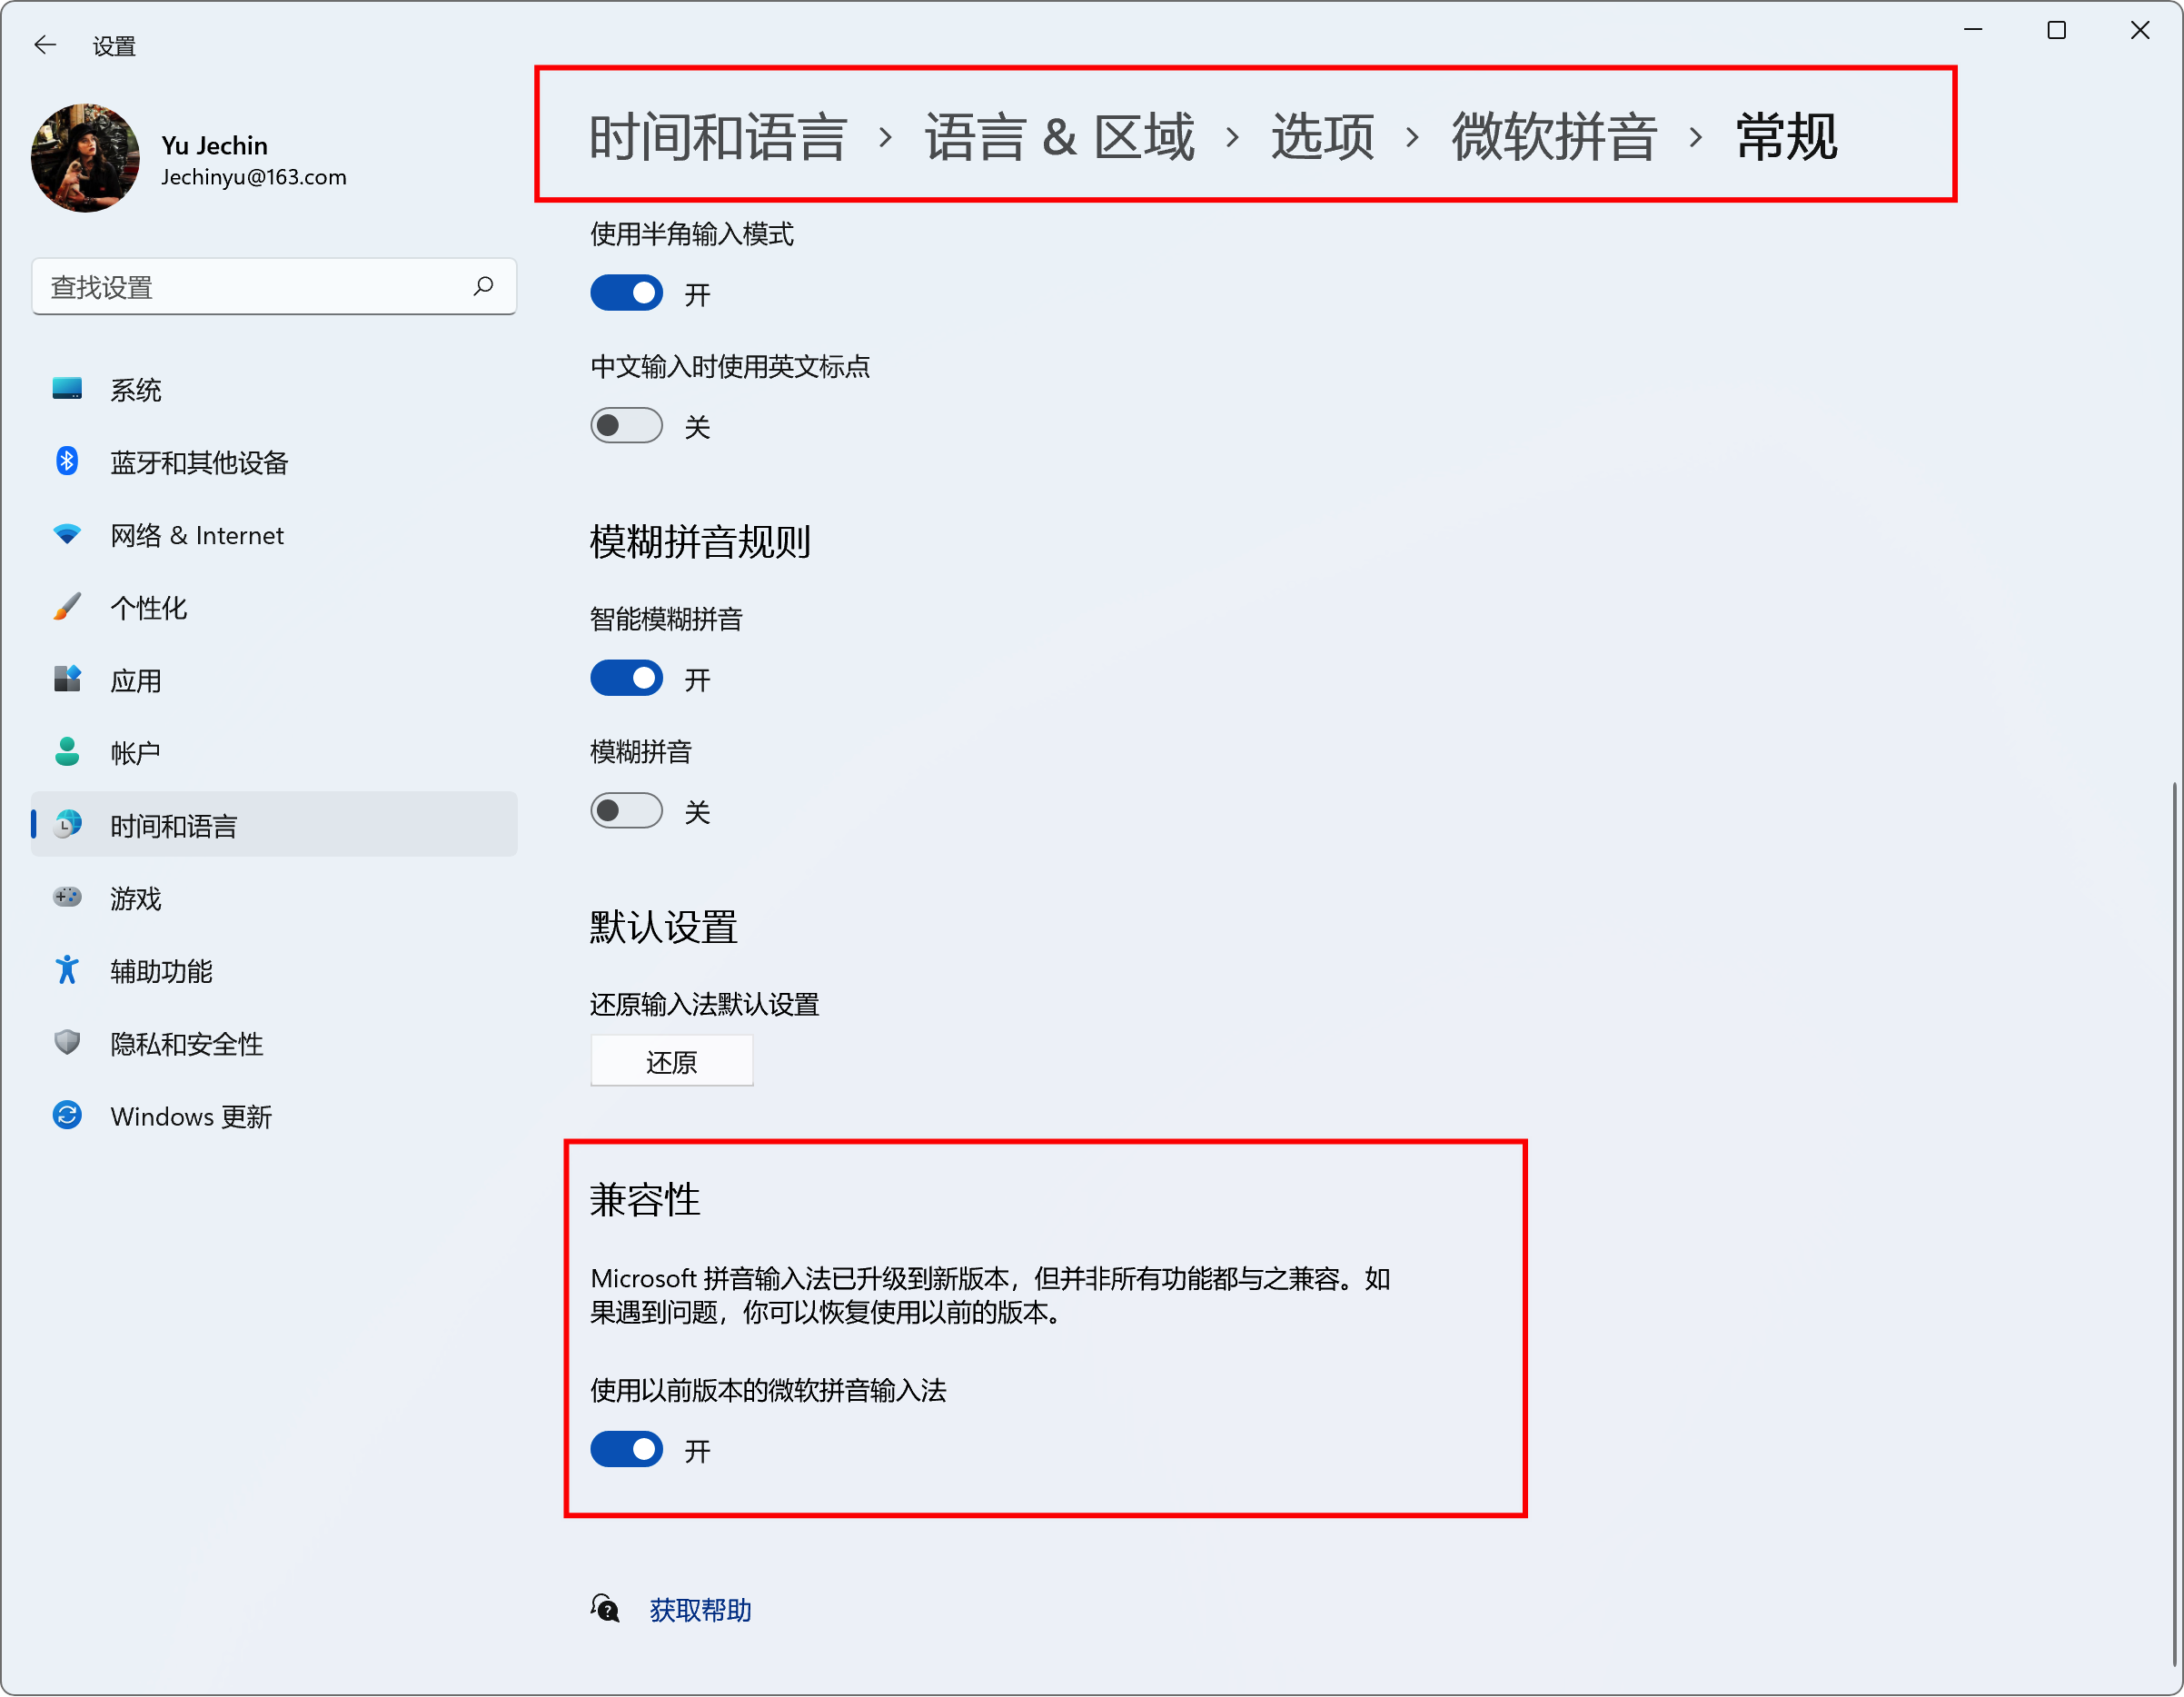 设置
Yu Jechin
Jechinyu@163.com
查找设置
系统
蓝牙和其他设备
网络 & Internet
个性化
应用
帐户
时间和语言
游戏
辅助功能
隐私和安全性
Windows 更新
时间和语言 › 语言 & 区域 › 选项 › 微软拼音 › 常规
使用半角输入模式
开
中文输入时使用英文标点
关
模糊拼音规则
智能模糊拼音
开
模糊拼音
关
默认设置
还原输入法默认设置
还原
兼容性
Microsoft 拼音输入法已升级到新版本，但并非所有功能都与之兼容。如
果遇到问题，你可以恢复使用以前的版本。
使用以前版本的微软拼音输入法
开
获取帮助